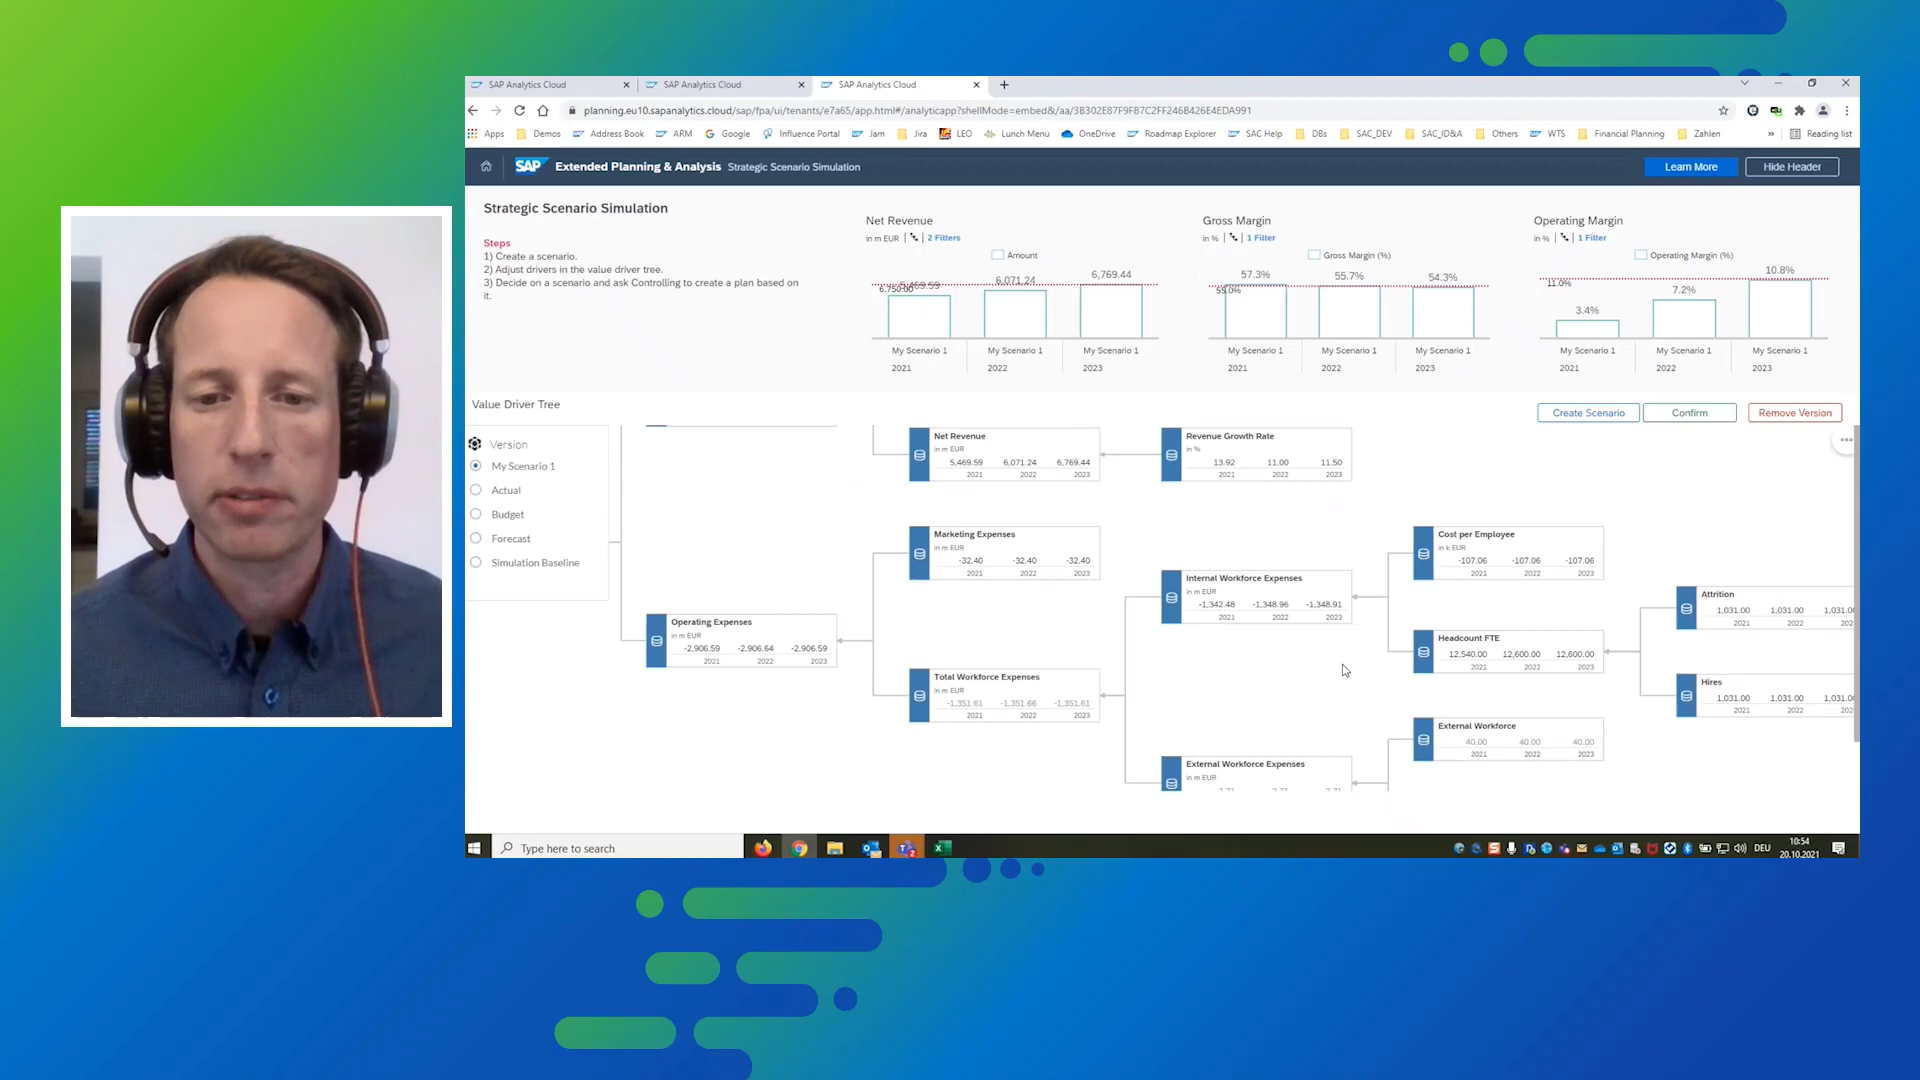 SAP Analytics Cloud
SAP Analytics Cloud
SAP Analytics Cloud
planning.eu10.sapanalytics.cloud/sap/fpa/ui/tenants/e7a65/app.html#/analyticapp?shellMode=embed&/aa/3B302E87F9FB7C2FF246B426E4EDA991
Apps Demos Address Book ARM Google Influence Portal Jam Jira LEO Lunch Menu OneDrive Roadmap Explorer SAC Help DBs SAC_DEV SAC_ID&A Others WTS Financial Planning Zahlen » Reading list
SAP Extended Planning & Analysis Strategic Scenario Simulation Learn More Hide Header
Strategic Scenario Simulation
Steps
1) Create a scenario.
2) Adjust drivers in the value driver tree.
3) Decide on a scenario and ask Controlling to create a plan based on
it.
Net Revenue
in m EUR 2 Filters
Amount
6,750.00 5,469.59 6,071.24 6,769.44
My Scenario 1 My Scenario 1 My Scenario 1
2021 2022 2023
Gross Margin
in % 1 Filter
Gross Margin (%)
55.0% 57.3% 55.7% 54.3%
My Scenario 1 My Scenario 1 My Scenario 1
2021 2022 2023
Operating Margin
in % 1 Filter
Operating Margin (%)
11.0% 3.4% 7.2% 10.8%
My Scenario 1 My Scenario 1 My Scenario 1
2021 2022 2023
Value Driver Tree
Create Scenario Confirm Remove Version
Version
My Scenario 1
Actual
Budget
Forecast
Simulation Baseline
Operating Expenses
in m EUR
-2,906.59 -2,906.64 -2,906.59
2021 2022 2023
Net Revenue
in m EUR
5,469.59 6,071.24 6,769.44
2021 2022 2023
Marketing Expenses
in m EUR
-32.40 -32.40 -32.40
2021 2022 2023
Total Workforce Expenses
in m EUR
-1,351.61 -1,351.66 -1,351.61
2021 2022 2023
Revenue Growth Rate
in %
13.92 11.00 11.50
2021 2022 2023
Internal Workforce Expenses
in m EUR
-1,342.48 -1,348.96 -1,348.91
2021 2022 2023
External Workforce Expenses
in m EUR
Cost per Employee
in k EUR
-107.06 -107.06 -107.06
2021 2022 2023
Headcount FTE
12,540.00 12,600.00 12,600.00
2021 2022 2023
External Workforce
40.00 40.00 40.00
2021 2022 2023
Attrition
1,031.00 1,031.00 1,031.0
2021 2022 202
Hires
1,031.00 1,031.00 1,031.0
2021 2022 202
Type here to search
DEU
10:54
20.10.2021